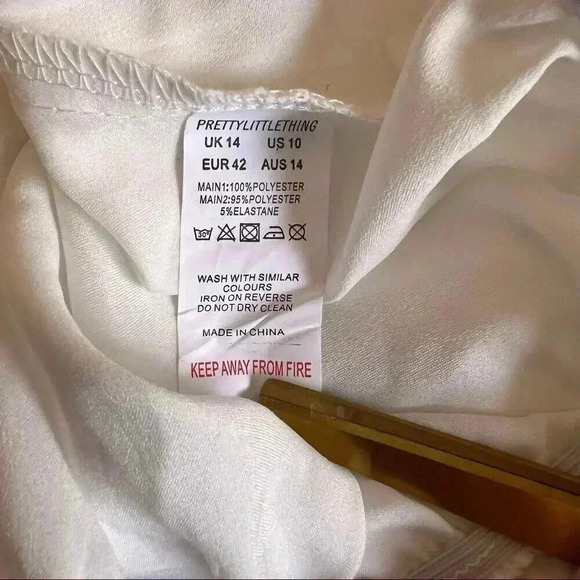 PRETTYLITTLETHING
UK 14 US 10
EUR 42 AUS 14
MAIN1:100%POLYESTER
MAIN2:95%POLYESTER
5%ELASTANE
30°
WASH WITH SIMILAR
COLOURS
IRON ON REVERSE
DO NOT DRY CLEAN
MADE IN CHINA
KEEP AWAY FROM FIRE